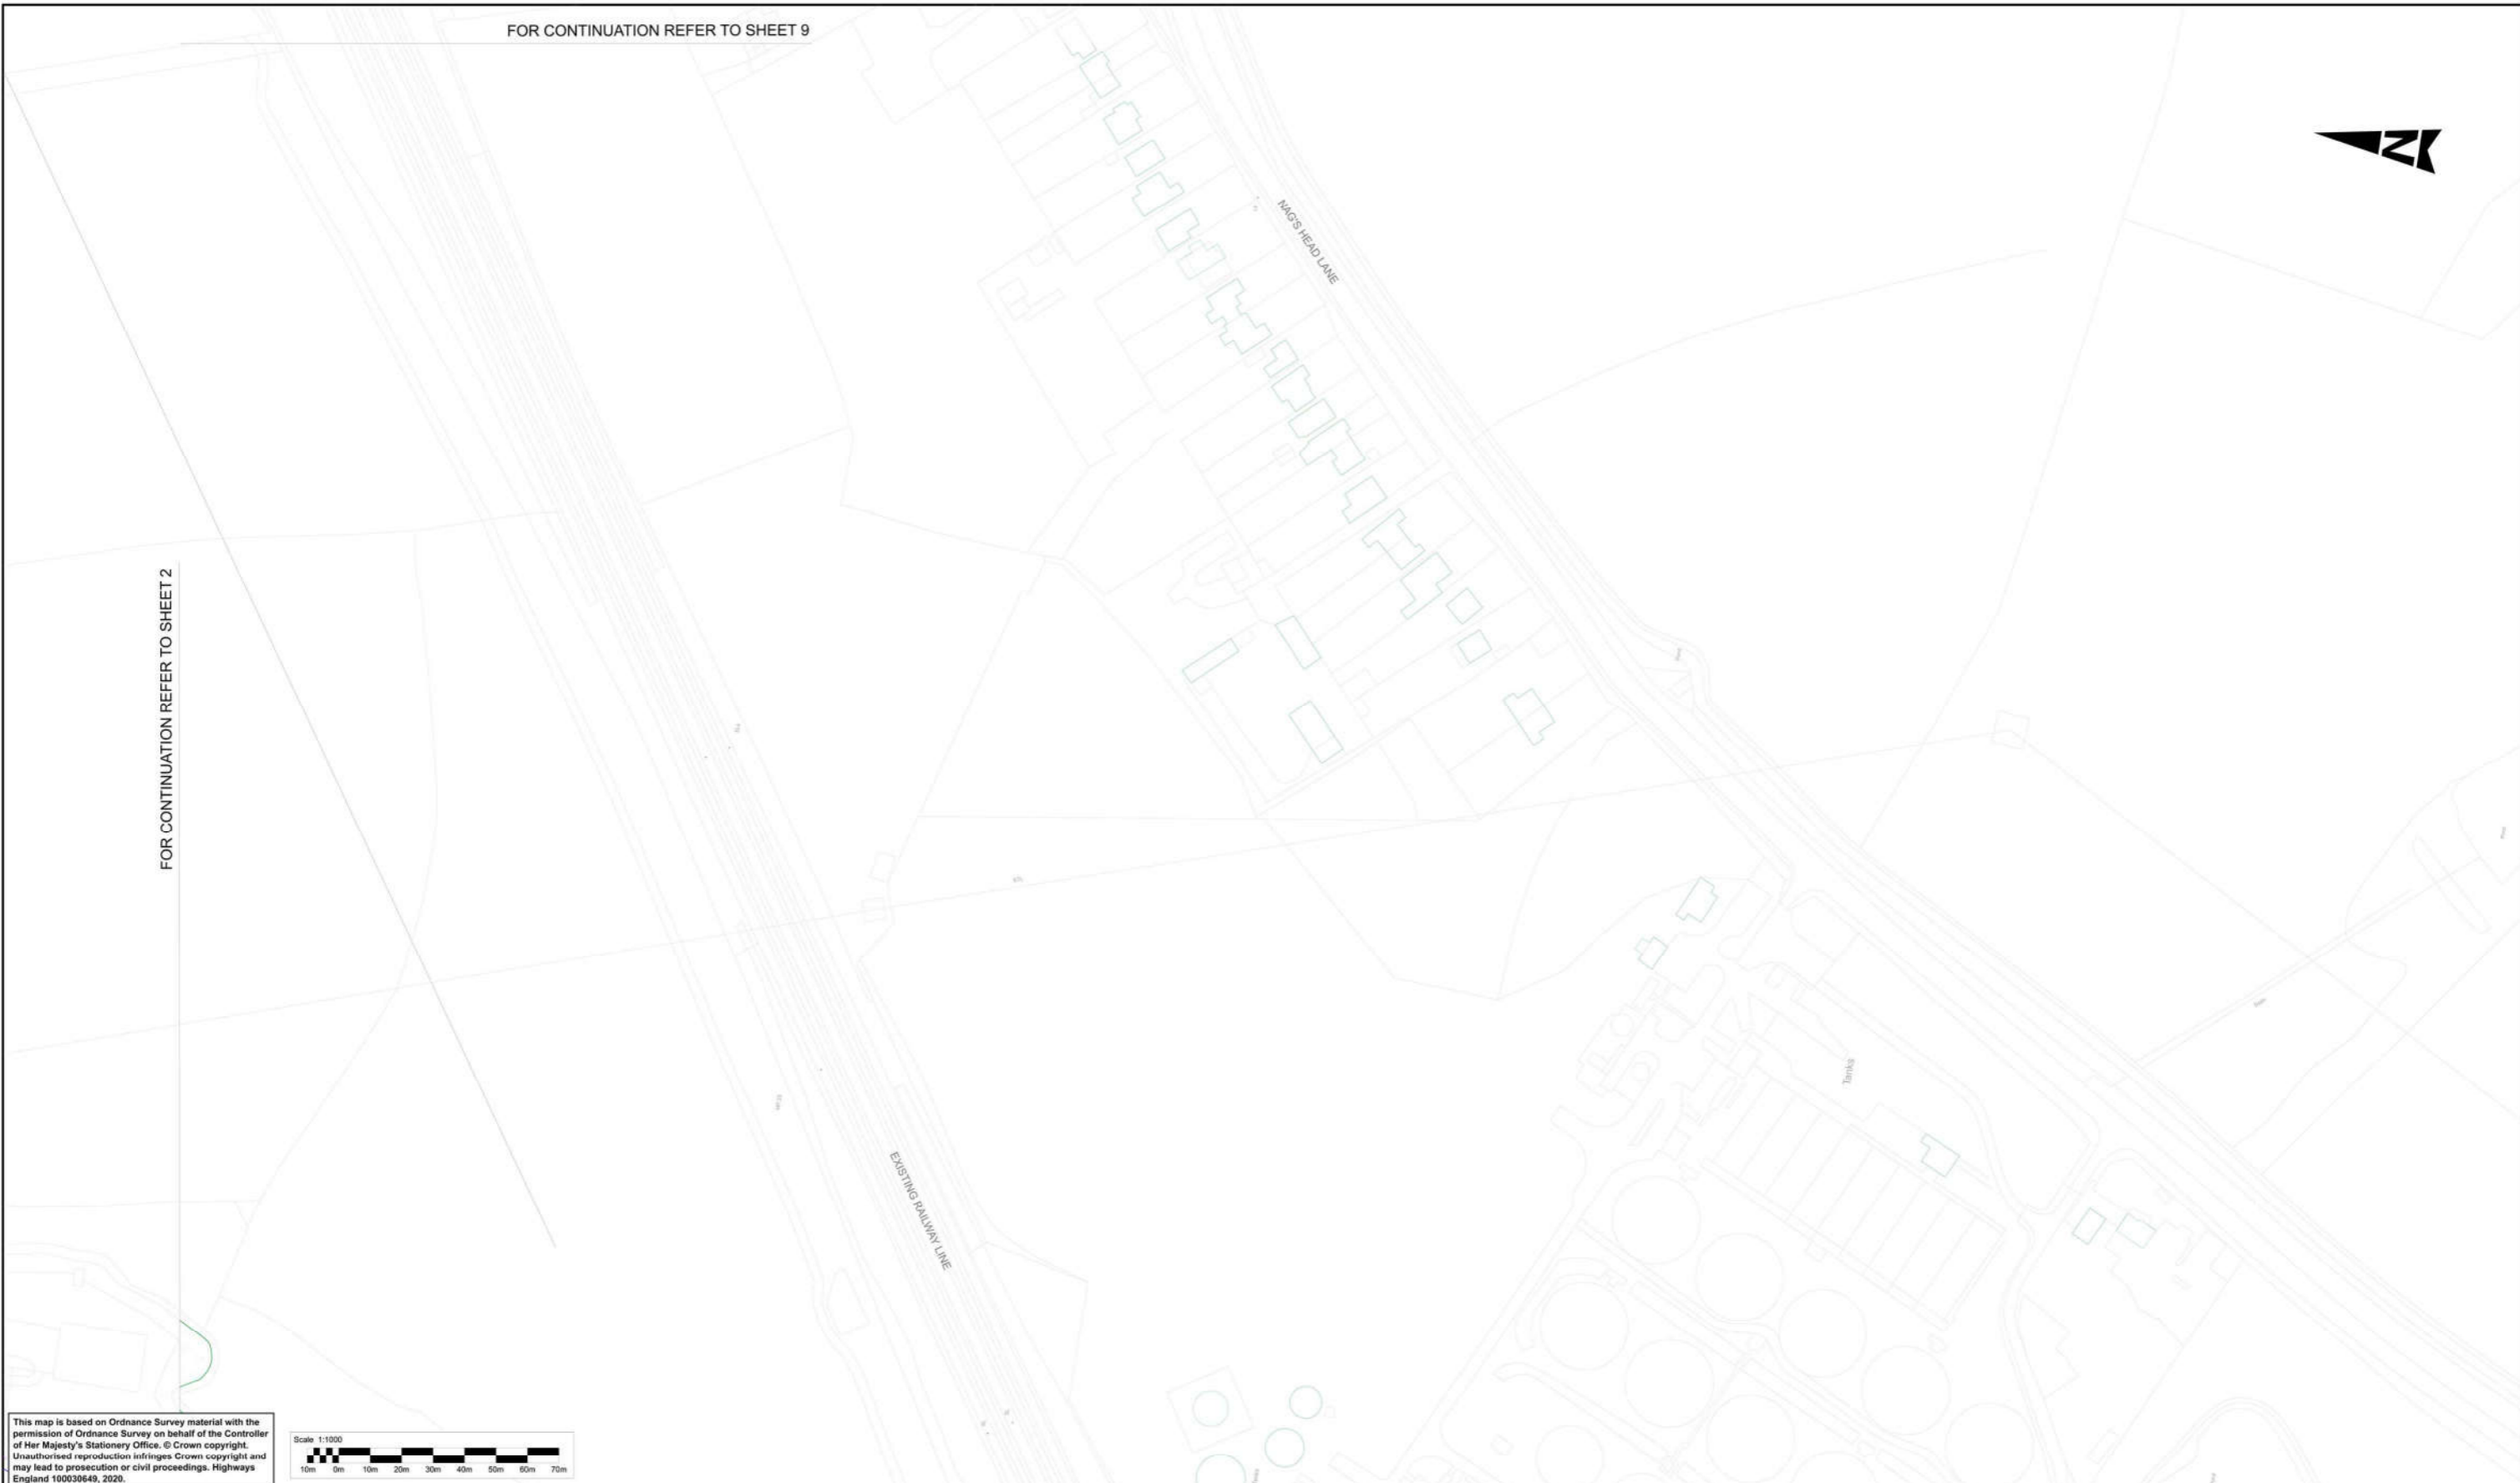 FOR CONTINUATION REFER TO SHEET 9
N
NAG'S HEAD LANE
FOR CONTINUATION REFER TO SHEET 2
Tanks
EXISTING RAILWAY LINE
This map is based on Ordnance Survey material with the
permission of Ordnance Survey on behalf of the Controller
of Her Majesty's Stationery Office. © Crown copyright.
Unauthorised reproduction infringes Crown copyright and
may lead to prosecution or civil proceedings. Highways
England 100030649, 2020.
Scale 1:1000
10m 0m 10m 20m 30m 40m 50m 60m 70m